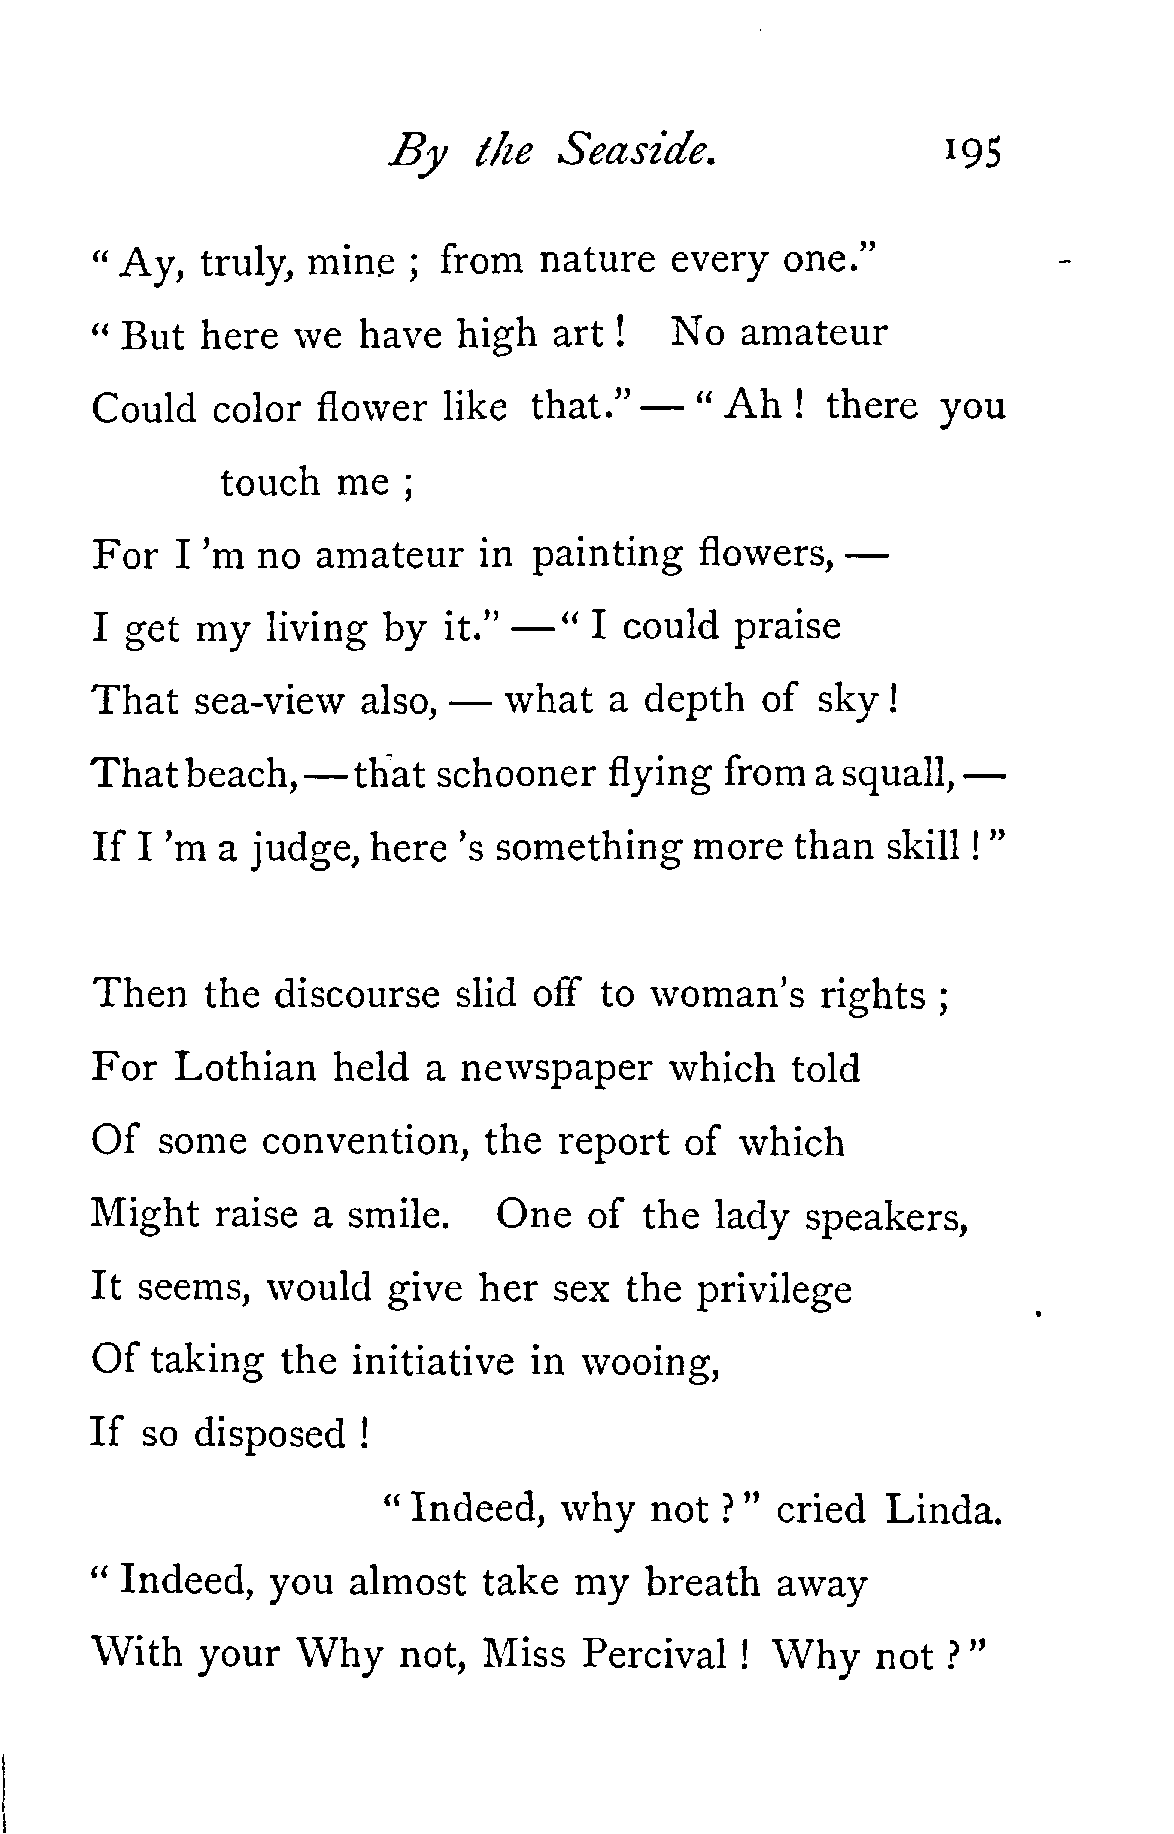 By the Seaside. 195
“ Ay, truly, mine ; from nature every one.”
“ But here we have high art ! No amateur
Could color flower like that.” — “ Ah ! there you
touch me ;
For I 'm no amateur in painting flowers, —
I get my living by it.” — “ I could praise
That sea-view also, — what a depth of sky !
That beach, — that schooner flying from a squall, —
If I 'm a judge, here 's something more than skill ! ”
Then the discourse slid off to woman's rights ;
For Lothian held a newspaper which told
Of some convention, the report of which
Might raise a smile. One of the lady speakers,
It seems, would give her sex the privilege
Of taking the initiative in wooing,
If so disposed !
“ Indeed, why not ? ” cried Linda.
“ Indeed, you almost take my breath away
With your Why not, Miss Percival ! Why not ? ”